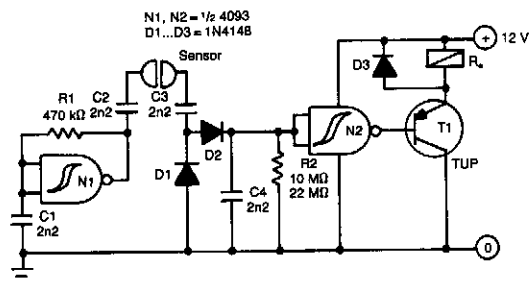 N1, N2 = 1/2 4093
D1...D3 = 1N4148
Sensor
C2
2n2
C3
2n2
R1
470 kΩ
N1
C1
2n2
D1
D2
C4
2n2
R2
10 MΩ
22 MΩ
N2
D3
Re
T1
TUP
+
12 V
0